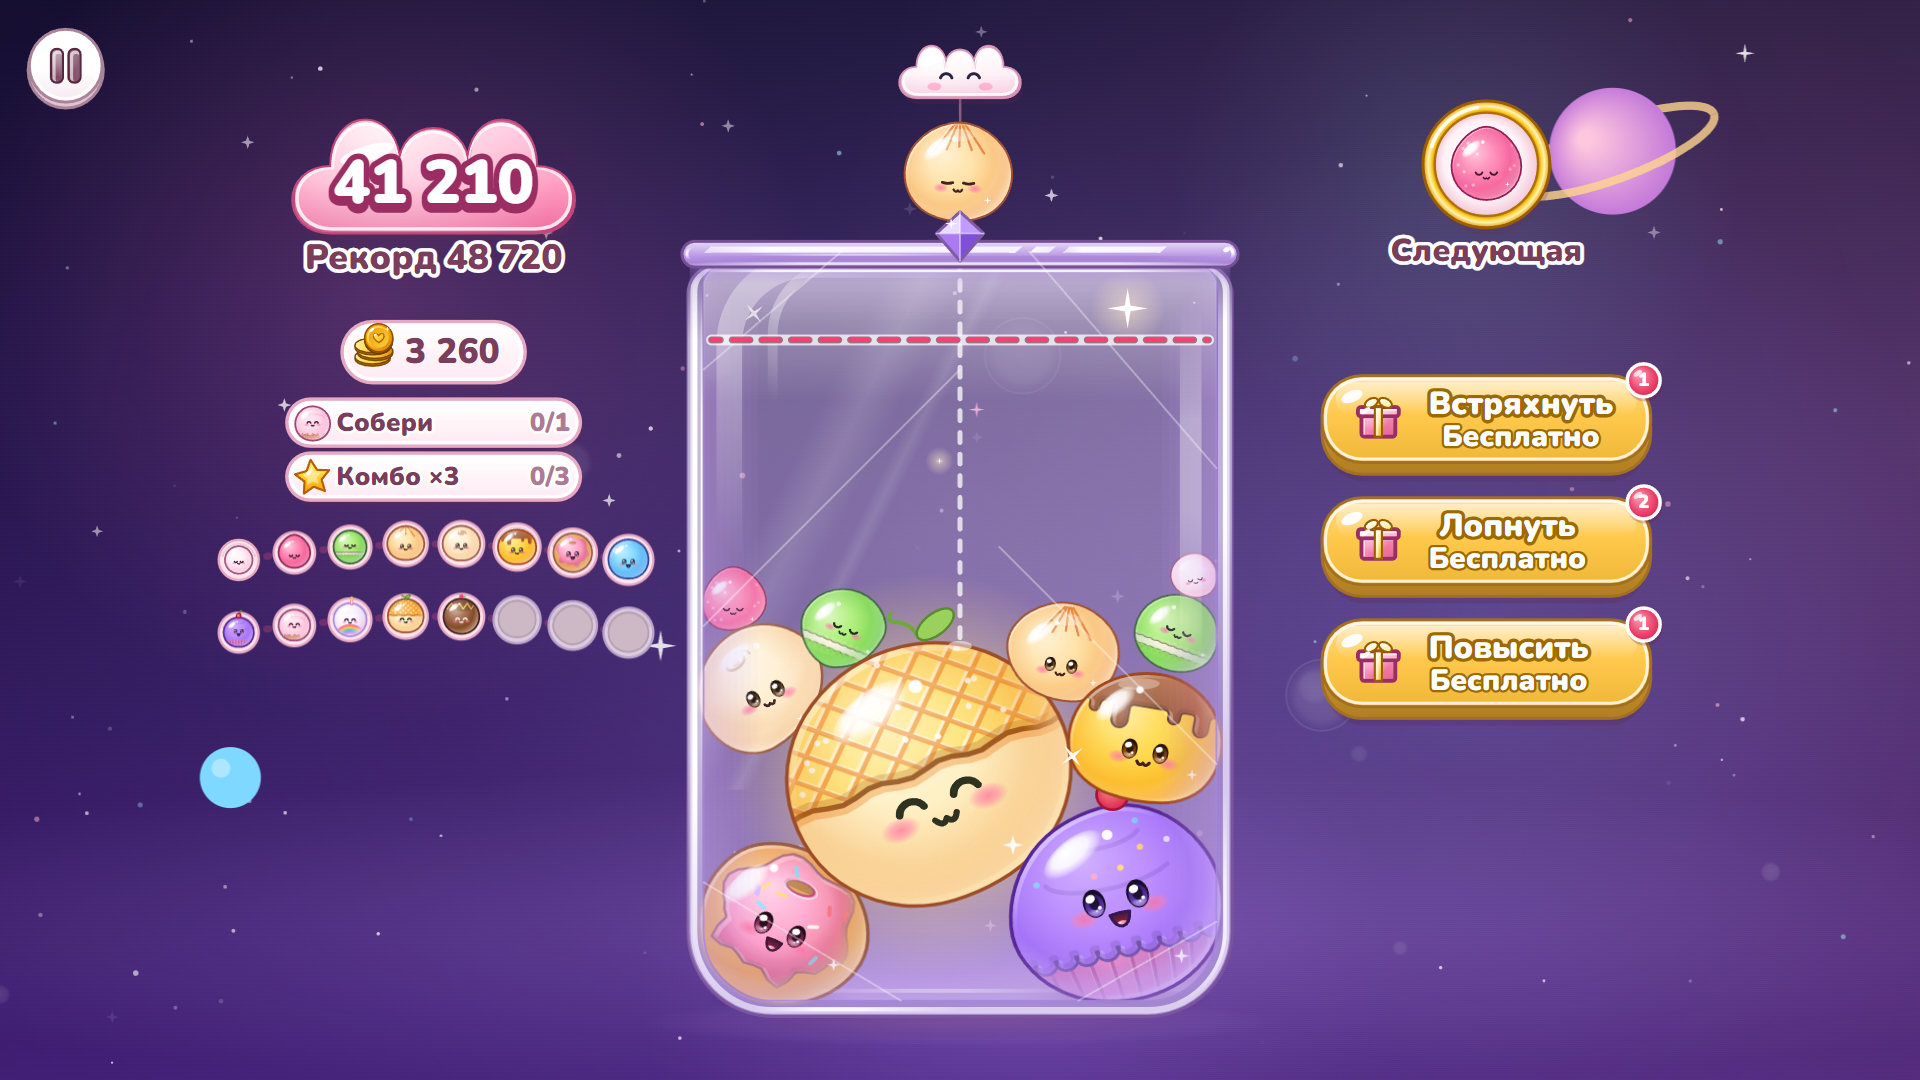 41 210
Рекорд 48 720
3 260
Собери 0/1
Комбо ×3 0/3
Следующая
1
Встряхнуть
Бесплатно
2
Лопнуть
Бесплатно
1
Повысить
Бесплатно